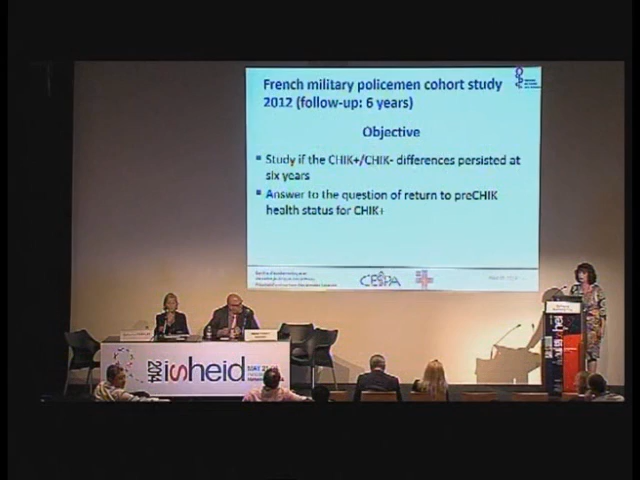 French military policemen cohort study
2012 (follow-up: 6 years)
Objective
Study if the CHIK+/CHIK- differences persisted at
six years
Answer to the question of return to preCHIK
health status for CHIK+
CESPA
2014
isheid